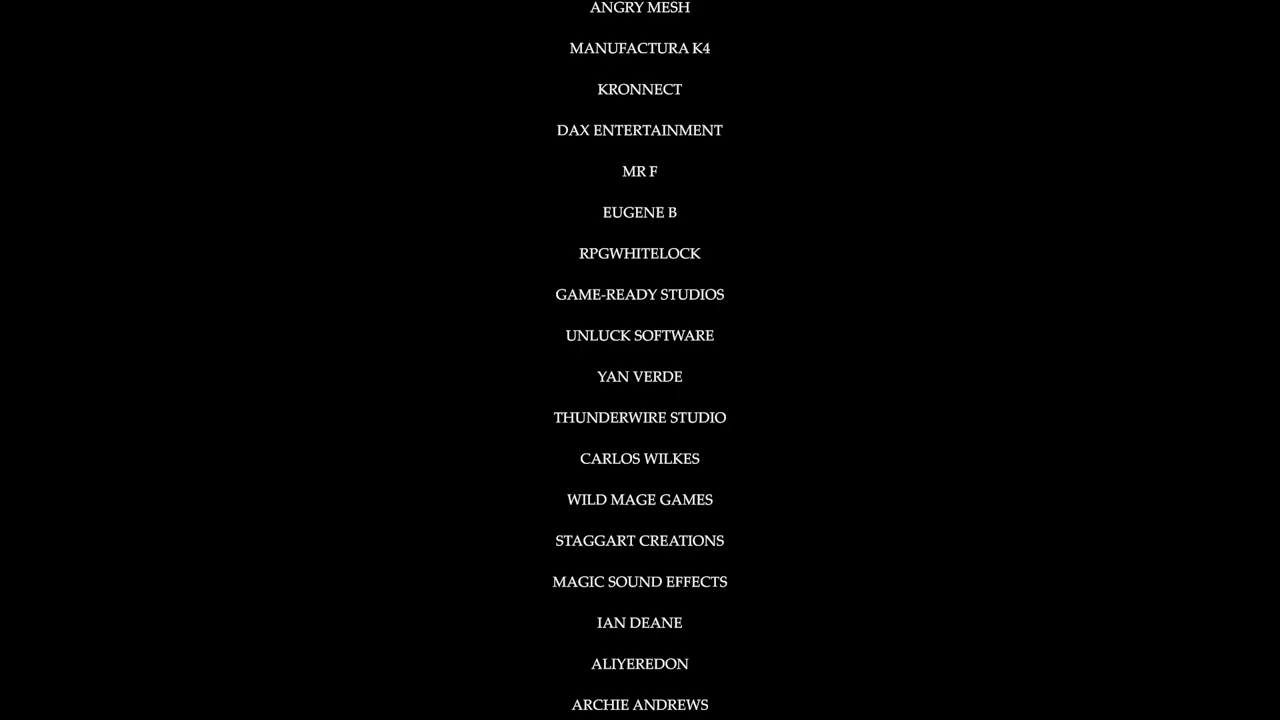 ANGRY MESH
MANUFACTURA K4
KRONNECT
DAX ENTERTAINMENT
MR F
EUGENE B
RPGWHITELOCK
GAME-READY STUDIOS
UNLUCK SOFTWARE
YAN VERDE
THUNDERWIRE STUDIO
CARLOS WILKES
WILD MAGE GAMES
STAGGART CREATIONS
MAGIC SOUND EFFECTS
IAN DEANE
ALIYEREDON
ARCHIE ANDREWS